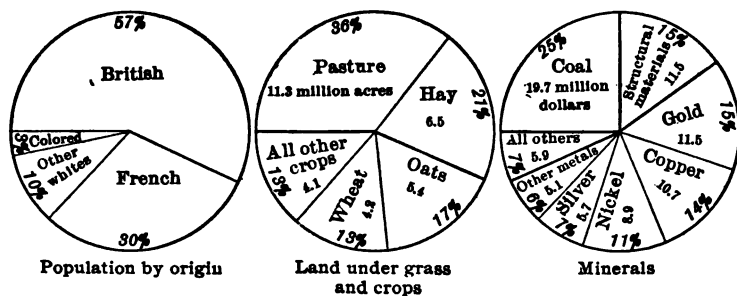 57%
British
3%
Colored
10%
Other
whites
French
30%
Population by origin
36%
Pasture
11.3 million acres
21%
Hay
6.5
All other
crops
4.1
13%
Wheat
4.2
13%
Oats
5.4
17%
Land under grass
and crops
25%
Coal
19.7 million
dollars
15%
Structural
materials
11.5
15%
Gold
11.5
Copper
10.7
14%
Nickel
8.9
11%
Silver
5.7
7%
Other metals
5.1
6%
All others
5.9
7%
Minerals